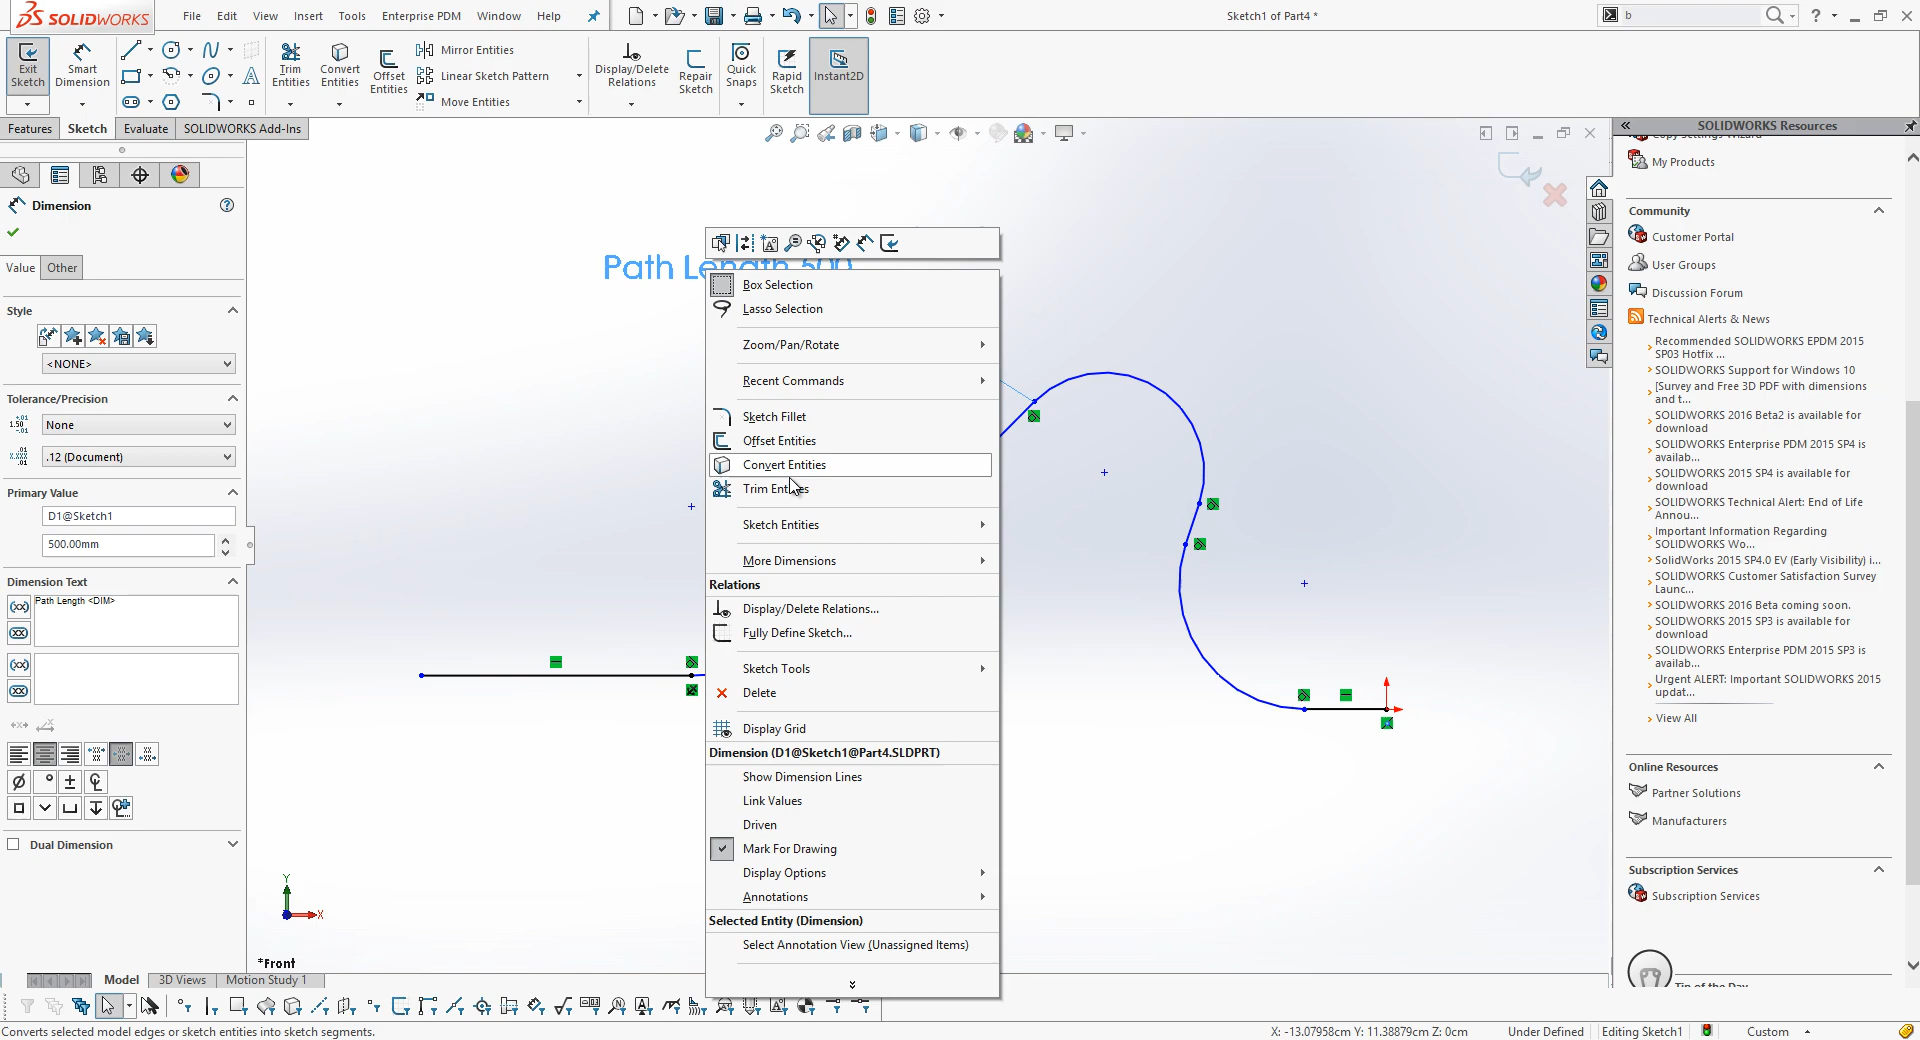 SOLIDWORKS
File Edit View Insert Tools Enterprise PDM Window Help
Sketch1 of Part4 *
b
Exit Sketch
Smart Dimension
Trim Entities
Convert Entities
Offset Entities
Mirror Entities
Linear Sketch Pattern
Move Entities
Display/Delete Relations
Repair Sketch
Quick Snaps
Rapid Sketch
Instant2D
Features Sketch Evaluate SOLIDWORKS Add-Ins
Dimension
Value Other
Style
<NONE>
Tolerance/Precision
None
.12 (Document)
Primary Value
D1@Sketch1
500.00mm
Dimension Text
Path Length <DIM>
Dual Dimension
Path Length 500
Box Selection
Lasso Selection
Zoom/Pan/Rotate
Recent Commands
Sketch Fillet
Offset Entities
Convert Entities
Trim Entities
Sketch Entities
More Dimensions
Relations
Display/Delete Relations...
Fully Define Sketch...
Sketch Tools
Delete
Display Grid
Dimension (D1@Sketch1@Part4.SLDPRT)
Show Dimension Lines
Link Values
Driven
Mark For Drawing
Display Options
Annotations
Selected Entity (Dimension)
Select Annotation View (Unassigned Items)
Y
X
*Front
Model 3D Views Motion Study 1
SOLIDWORKS Resources
My Products
Community
Customer Portal
User Groups
Discussion Forum
Technical Alerts & News
Recommended SOLIDWORKS EPDM 2015
SP03 Hotfix ...
SOLIDWORKS Support for Windows 10
[Survey and Free 3D PDF with dimensions
and t...
SOLIDWORKS 2016 Beta2 is available for
download
SOLIDWORKS Enterprise PDM 2015 SP4 is
availab...
SOLIDWORKS 2015 SP4 is available for
download
SOLIDWORKS Technical Alert: End of Life
Annou...
Important Information Regarding
SOLIDWORKS Wo...
SolidWorks 2015 SP4.0 EV (Early Visibility) i...
SOLIDWORKS Customer Satisfaction Survey
Launc...
SOLIDWORKS 2016 Beta coming soon.
SOLIDWORKS 2015 SP3 is available for
download
SOLIDWORKS Enterprise PDM 2015 SP3 is
availab...
Urgent ALERT: Important SOLIDWORKS 2015
updat...
View All
Online Resources
Partner Solutions
Manufacturers
Subscription Services
Subscription Services
Converts selected model edges or sketch entities into sketch segments.
X: -13.07958cm Y: 11.38879cm Z: 0cm Under Defined Editing Sketch1 Custom